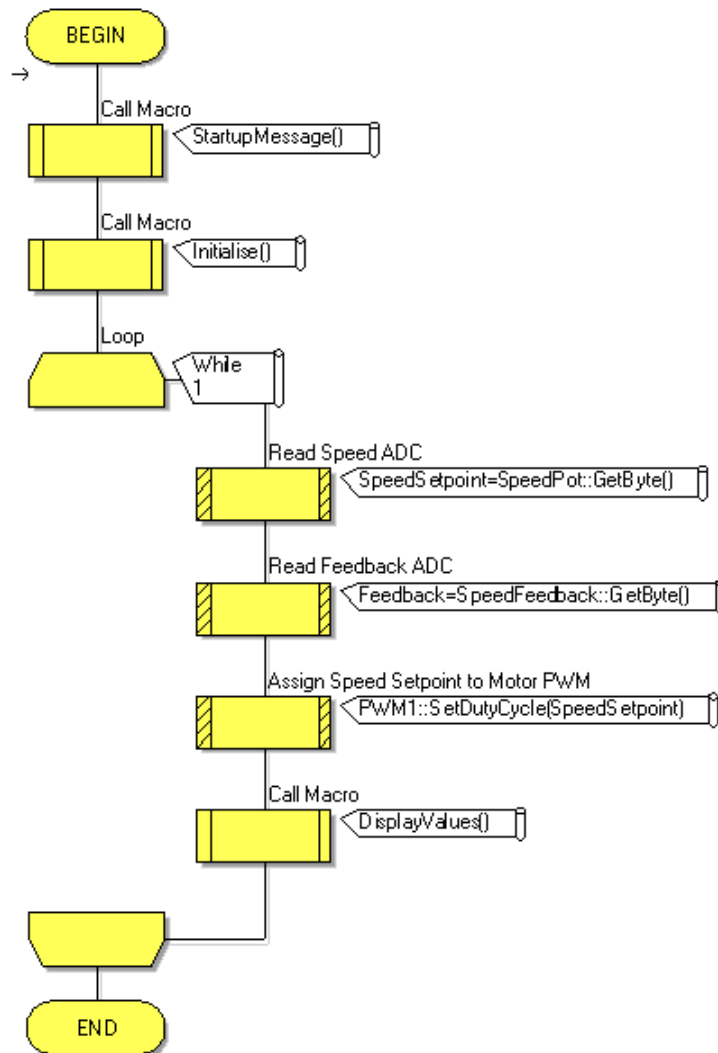 BEGIN
Call Macro
StartupMessage()
Call Macro
Initialise()
Loop
While
1
Read Speed ADC
SpeedSetpoint=SpeedPot::GetByte()
Read Feedback ADC
Feedback=SpeedFeedback::GetByte()
Assign Speed Setpoint to Motor PWM
PWM1::SetDutyCycle(SpeedSetpoint)
Call Macro
DisplayValues()
END